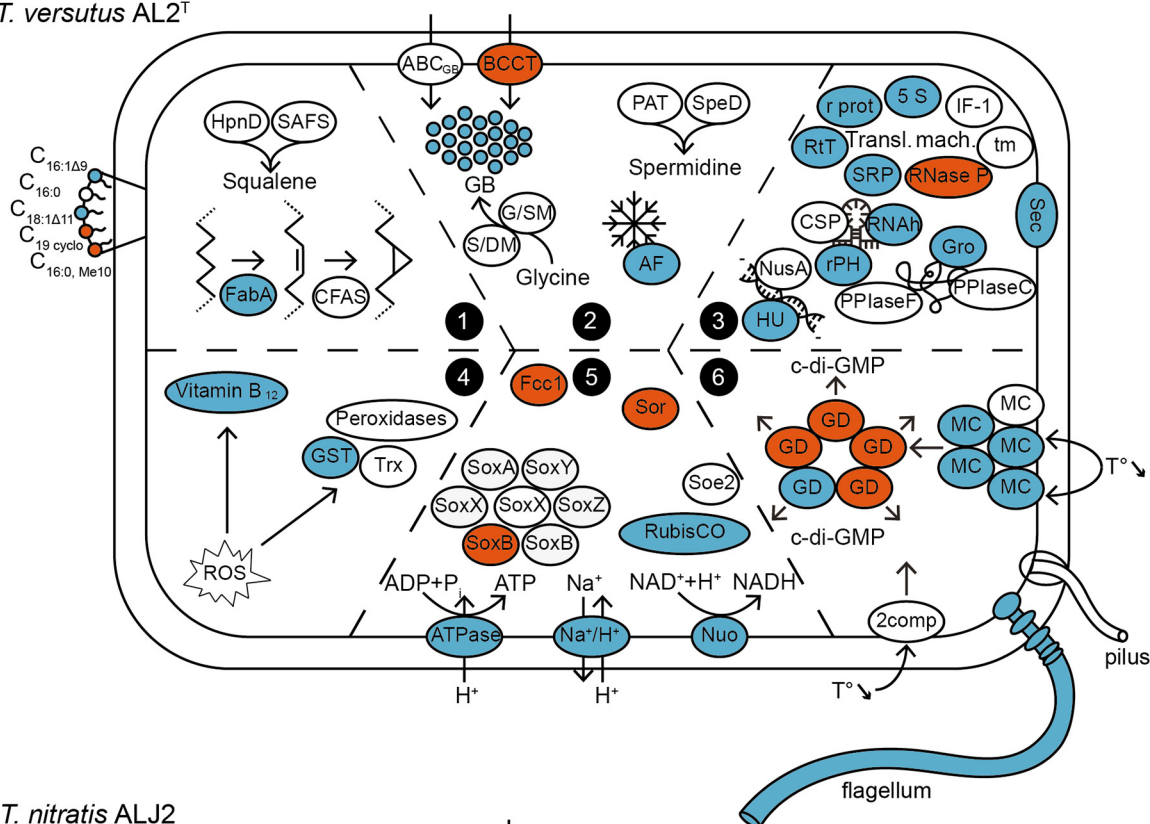 T. versutus AL2ᵀ
ABC_GB
BCCT
HpnD
SAFS
Squalene
C16:1Δ9
C16:0
C18:1Δ11
C19 cyclo
C16:0, Me10
FabA
CFAS
GB
G/SM
S/DM
Glycine
PAT
SpeD
Spermidine
AF
r prot
5 S
IF-1
RtT
Transl. mach.
tm
SRP
RNase P
Sec
CSP
RNAh
Gro
NusA
rPH
PPIaseF
PPIaseC
HU
1
2
3
4
5
6
Vitamin B12
Peroxidases
GST
Trx
ROS
Fcc1
Sor
SoxA
SoxY
SoxX
SoxX
SoxZ
SoxB
SoxB
Soe2
RubisCO
ADP+Pi
ATP
Na⁺
NAD⁺+H⁺
NADH
ATPase
Na⁺/H⁺
Nuo
H⁺
H⁺
c-di-GMP
GD
GD
GD
GD
GD
c-di-GMP
MC
MC
MC
MC
MC
T°
2comp
T°
pilus
flagellum
T. nitratis ALJ2